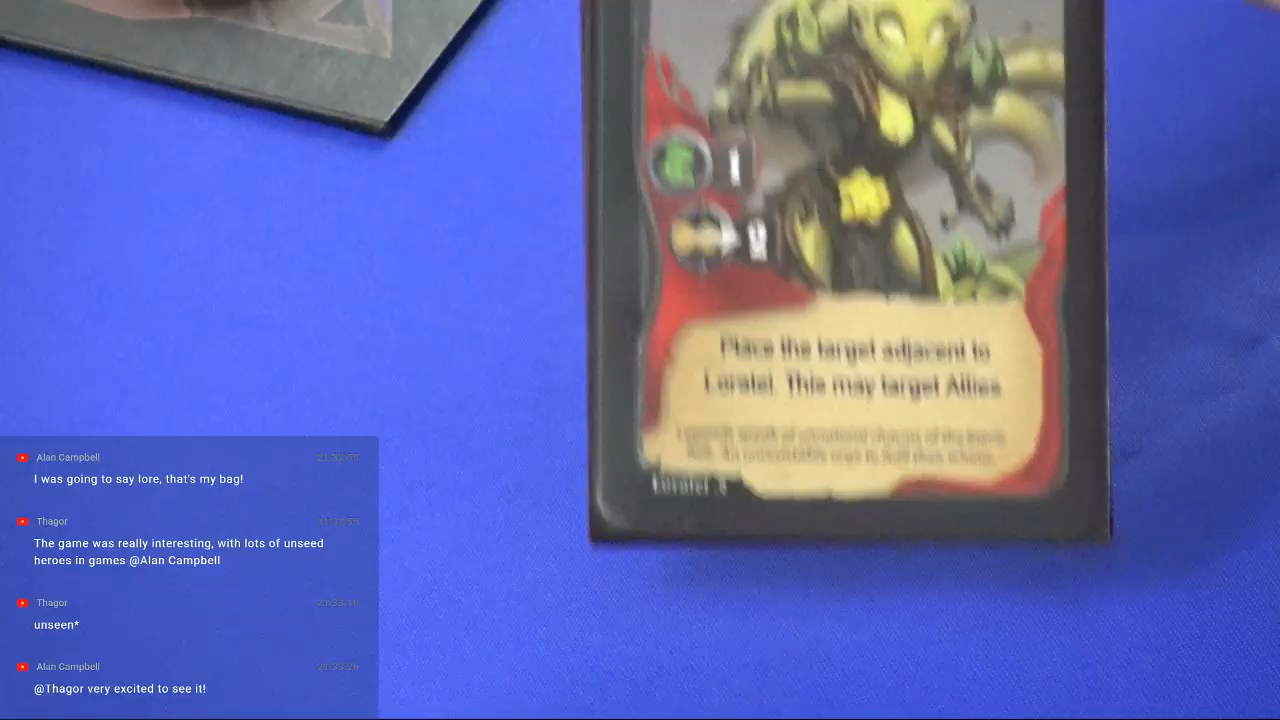 1
Place the target adjacent to
Loralei. This may target Allies
Alan Campbell
I was going to say lore, that's my bag!
Thagor
The game was really interesting, with lots of unseed
heroes in games @Alan Campbell
Thagor
unseen*
Alan Campbell
@Thagor very excited to see it!